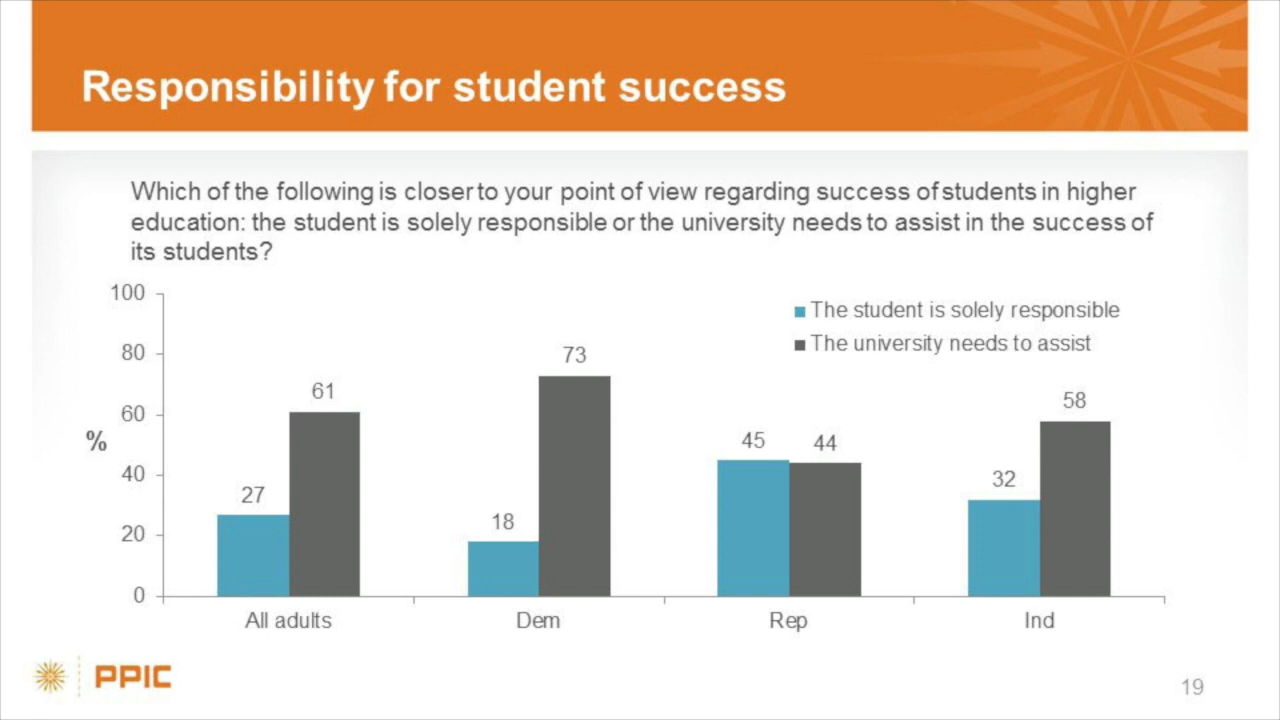 Responsibility for student success
Which of the following is closer to your point of view regarding success of students in higher
education: the student is solely responsible or the university needs to assist in the success of
its students?
100
80
60
40
20
0
%
The student is solely responsible
The university needs to assist
27
61
18
73
45
44
32
58
All adults
Dem
Rep
Ind
PPIC
19